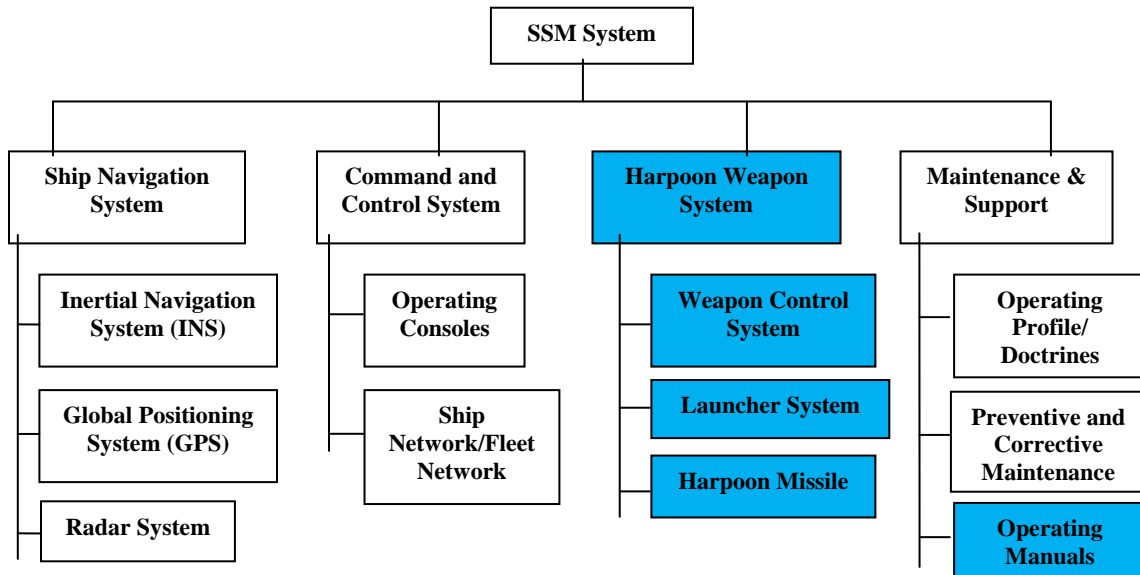 SSM System
Ship Navigation
System
Command and
Control System
Harpoon Weapon
System
Maintenance &
Support
Inertial Navigation
System (INS)
Global Positioning
System (GPS)
Radar System
Operating
Consoles
Ship
Network/Fleet
Network
Weapon Control
System
Launcher System
Harpoon Missile
Operating
Profile/
Doctrines
Preventive and
Corrective
Maintenance
Operating
Manuals